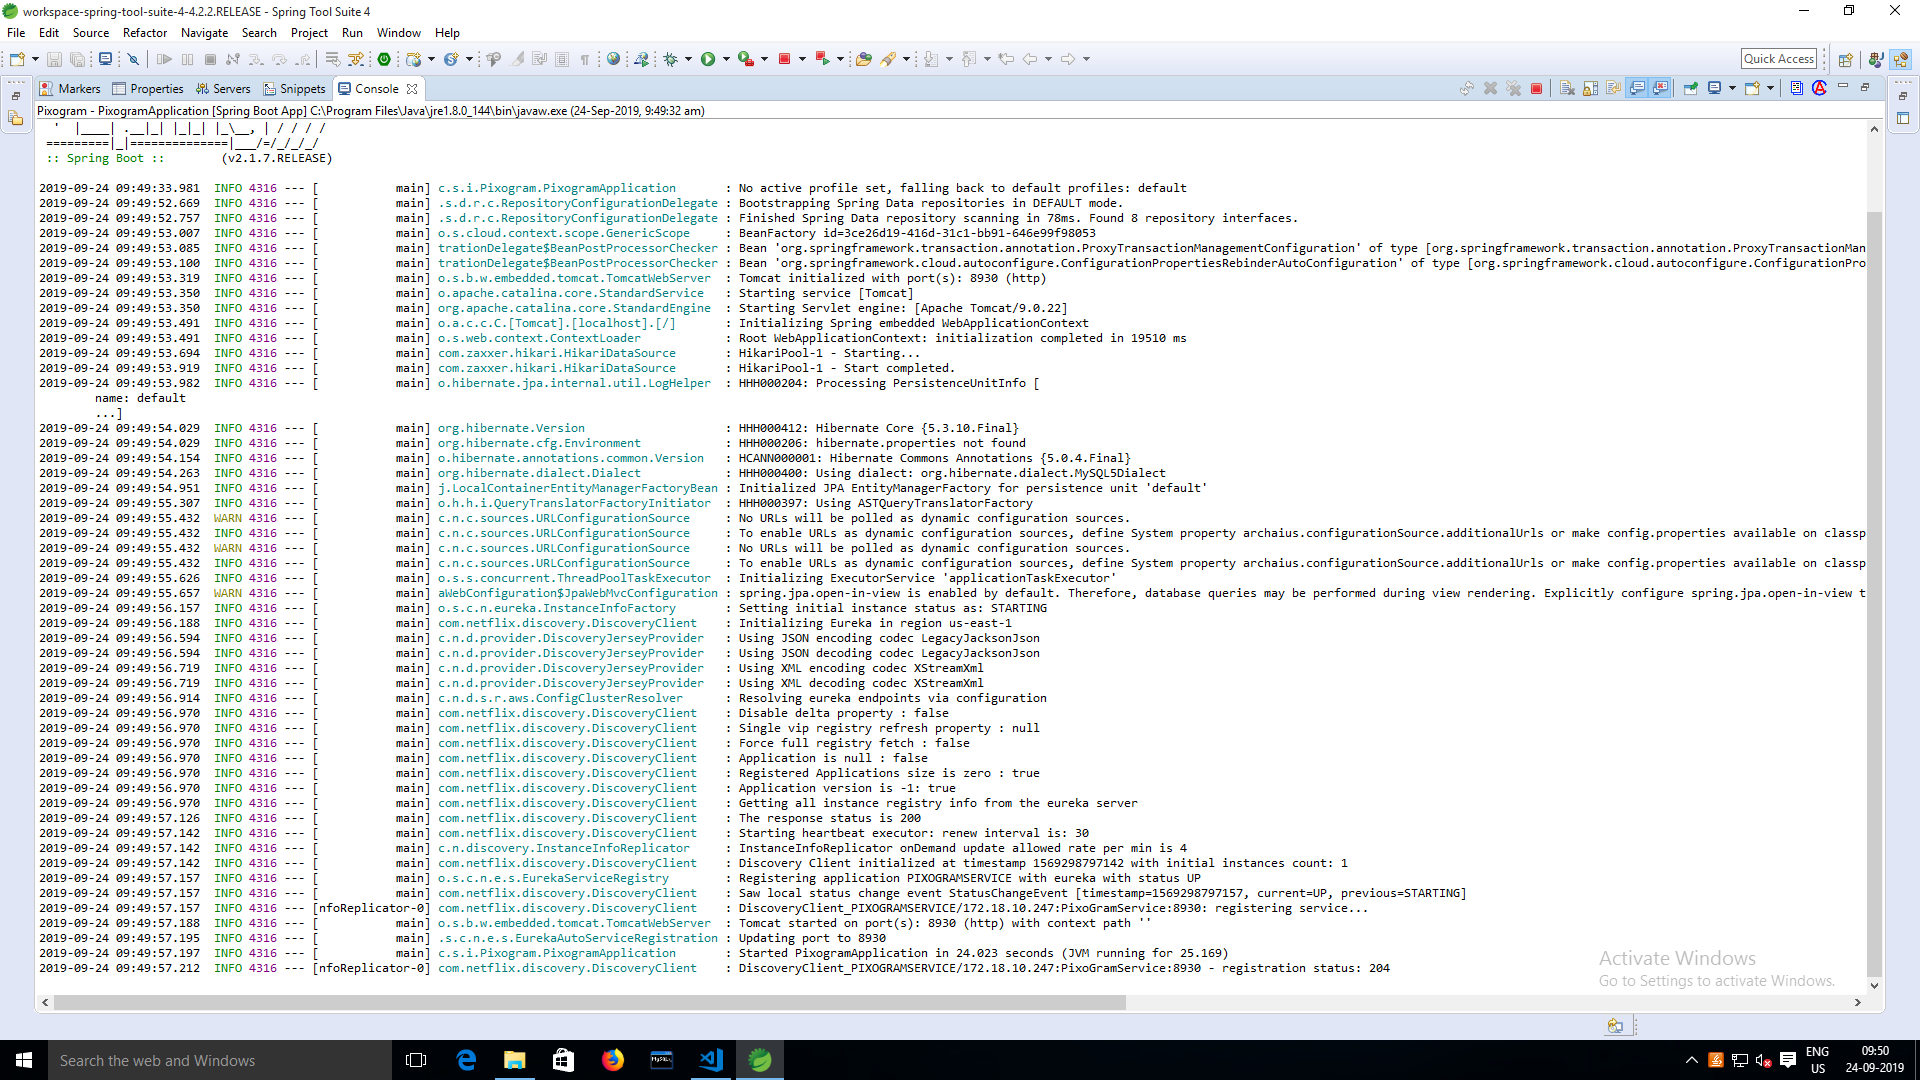 workspace-spring-tool-suite-4-4.2.2.RELEASE - Spring Tool Suite 4
File Edit Source Refactor Navigate Search Project Run Window Help
Quick Access
Markers Properties Servers Snippets Console
Pixogram - PixogramApplication [Spring Boot App] C:\Program Files\Java\jre1.8.0_144\bin\javaw.exe (24-Sep-2019, 9:49:32 am)
'  |____| .__|_| |_|_| |_\__, | / / / /
=========|_|==============|___/=/_/_/_/
:: Spring Boot ::        (v2.1.7.RELEASE)
2019-09-24 09:49:33.981  INFO 4316 --- [           main] c.s.i.Pixogram.PixogramApplication       : No active profile set, falling back to default profiles: default
2019-09-24 09:49:52.669  INFO 4316 --- [           main] .s.d.r.c.RepositoryConfigurationDelegate : Bootstrapping Spring Data repositories in DEFAULT mode.
2019-09-24 09:49:52.757  INFO 4316 --- [           main] .s.d.r.c.RepositoryConfigurationDelegate : Finished Spring Data repository scanning in 78ms. Found 8 repository interfaces.
2019-09-24 09:49:53.007  INFO 4316 --- [           main] o.s.cloud.context.scope.GenericScope     : BeanFactory id=3ce26d19-416d-31c1-bb91-646e99f98053
2019-09-24 09:49:53.085  INFO 4316 --- [           main] trationDelegate$BeanPostProcessorChecker : Bean 'org.springframework.transaction.annotation.ProxyTransactionManagementConfiguration' of type [org.springframework.transaction.annotation.ProxyTransactionMan
2019-09-24 09:49:53.100  INFO 4316 --- [           main] trationDelegate$BeanPostProcessorChecker : Bean 'org.springframework.cloud.autoconfigure.ConfigurationPropertiesRebinderAutoConfiguration' of type [org.springframework.cloud.autoconfigure.ConfigurationPro
2019-09-24 09:49:53.319  INFO 4316 --- [           main] o.s.b.w.embedded.tomcat.TomcatWebServer  : Tomcat initialized with port(s): 8930 (http)
2019-09-24 09:49:53.350  INFO 4316 --- [           main] o.apache.catalina.core.StandardService   : Starting service [Tomcat]
2019-09-24 09:49:53.350  INFO 4316 --- [           main] org.apache.catalina.core.StandardEngine  : Starting Servlet engine: [Apache Tomcat/9.0.22]
2019-09-24 09:49:53.491  INFO 4316 --- [           main] o.a.c.c.C.[Tomcat].[localhost].[/]       : Initializing Spring embedded WebApplicationContext
2019-09-24 09:49:53.491  INFO 4316 --- [           main] o.s.web.context.ContextLoader            : Root WebApplicationContext: initialization completed in 19510 ms
2019-09-24 09:49:53.694  INFO 4316 --- [           main] com.zaxxer.hikari.HikariDataSource       : HikariPool-1 - Starting...
2019-09-24 09:49:53.919  INFO 4316 --- [           main] com.zaxxer.hikari.HikariDataSource       : HikariPool-1 - Start completed.
2019-09-24 09:49:53.982  INFO 4316 --- [           main] o.hibernate.jpa.internal.util.LogHelper  : HHH000204: Processing PersistenceUnitInfo [
name: default
...]
2019-09-24 09:49:54.029  INFO 4316 --- [           main] org.hibernate.Version                    : HHH000412: Hibernate Core {5.3.10.Final}
2019-09-24 09:49:54.029  INFO 4316 --- [           main] org.hibernate.cfg.Environment            : HHH000206: hibernate.properties not found
2019-09-24 09:49:54.154  INFO 4316 --- [           main] o.hibernate.annotations.common.Version   : HCANN000001: Hibernate Commons Annotations {5.0.4.Final}
2019-09-24 09:49:54.263  INFO 4316 --- [           main] org.hibernate.dialect.Dialect            : HHH000400: Using dialect: org.hibernate.dialect.MySQL5Dialect
2019-09-24 09:49:54.951  INFO 4316 --- [           main] j.LocalContainerEntityManagerFactoryBean : Initialized JPA EntityManagerFactory for persistence unit 'default'
2019-09-24 09:49:55.307  INFO 4316 --- [           main] o.h.h.i.QueryTranslatorFactoryInitiator  : HHH000397: Using ASTQueryTranslatorFactory
2019-09-24 09:49:55.432  WARN 4316 --- [           main] c.n.c.sources.URLConfigurationSource     : No URLs will be polled as dynamic configuration sources.
2019-09-24 09:49:55.432  INFO 4316 --- [           main] c.n.c.sources.URLConfigurationSource     : To enable URLs as dynamic configuration sources, define System property archaius.configurationSource.additionalUrls or make config.properties available on classp
2019-09-24 09:49:55.432  WARN 4316 --- [           main] c.n.c.sources.URLConfigurationSource     : No URLs will be polled as dynamic configuration sources.
2019-09-24 09:49:55.432  INFO 4316 --- [           main] c.n.c.sources.URLConfigurationSource     : To enable URLs as dynamic configuration sources, define System property archaius.configurationSource.additionalUrls or make config.properties available on classp
2019-09-24 09:49:55.626  INFO 4316 --- [           main] o.s.s.concurrent.ThreadPoolTaskExecutor  : Initializing ExecutorService 'applicationTaskExecutor'
2019-09-24 09:49:55.657  WARN 4316 --- [           main] aWebConfiguration$JpaWebMvcConfiguration : spring.jpa.open-in-view is enabled by default. Therefore, database queries may be performed during view rendering. Explicitly configure spring.jpa.open-in-view t
2019-09-24 09:49:56.157  INFO 4316 --- [           main] o.s.c.n.eureka.InstanceInfoFactory       : Setting initial instance status as: STARTING
2019-09-24 09:49:56.188  INFO 4316 --- [           main] com.netflix.discovery.DiscoveryClient    : Initializing Eureka in region us-east-1
2019-09-24 09:49:56.594  INFO 4316 --- [           main] c.n.d.provider.DiscoveryJerseyProvider   : Using JSON encoding codec LegacyJacksonJson
2019-09-24 09:49:56.594  INFO 4316 --- [           main] c.n.d.provider.DiscoveryJerseyProvider   : Using JSON decoding codec LegacyJacksonJson
2019-09-24 09:49:56.719  INFO 4316 --- [           main] c.n.d.provider.DiscoveryJerseyProvider   : Using XML encoding codec XStreamXml
2019-09-24 09:49:56.719  INFO 4316 --- [           main] c.n.d.provider.DiscoveryJerseyProvider   : Using XML decoding codec XStreamXml
2019-09-24 09:49:56.914  INFO 4316 --- [           main] c.n.d.s.r.aws.ConfigClusterResolver      : Resolving eureka endpoints via configuration
2019-09-24 09:49:56.970  INFO 4316 --- [           main] com.netflix.discovery.DiscoveryClient    : Disable delta property : false
2019-09-24 09:49:56.970  INFO 4316 --- [           main] com.netflix.discovery.DiscoveryClient    : Single vip registry refresh property : null
2019-09-24 09:49:56.970  INFO 4316 --- [           main] com.netflix.discovery.DiscoveryClient    : Force full registry fetch : false
2019-09-24 09:49:56.970  INFO 4316 --- [           main] com.netflix.discovery.DiscoveryClient    : Application is null : false
2019-09-24 09:49:56.970  INFO 4316 --- [           main] com.netflix.discovery.DiscoveryClient    : Registered Applications size is zero : true
2019-09-24 09:49:56.970  INFO 4316 --- [           main] com.netflix.discovery.DiscoveryClient    : Application version is -1: true
2019-09-24 09:49:56.970  INFO 4316 --- [           main] com.netflix.discovery.DiscoveryClient    : Getting all instance registry info from the eureka server
2019-09-24 09:49:57.126  INFO 4316 --- [           main] com.netflix.discovery.DiscoveryClient    : The response status is 200
2019-09-24 09:49:57.142  INFO 4316 --- [           main] com.netflix.discovery.DiscoveryClient    : Starting heartbeat executor: renew interval is: 30
2019-09-24 09:49:57.142  INFO 4316 --- [           main] c.n.discovery.InstanceInfoReplicator      : InstanceInfoReplicator onDemand update allowed rate per min is 4
2019-09-24 09:49:57.142  INFO 4316 --- [           main] com.netflix.discovery.DiscoveryClient    : Discovery Client initialized at timestamp 1569298797142 with initial instances count: 1
2019-09-24 09:49:57.157  INFO 4316 --- [           main] o.s.c.n.e.s.EurekaServiceRegistry        : Registering application PIXOGRAMSERVICE with eureka with status UP
2019-09-24 09:49:57.157  INFO 4316 --- [           main] com.netflix.discovery.DiscoveryClient    : Saw local status change event StatusChangeEvent [timestamp=1569298797157, current=UP, previous=STARTING]
2019-09-24 09:49:57.157  INFO 4316 --- [nfoReplicator-0] com.netflix.discovery.DiscoveryClient    : DiscoveryClient_PIXOGRAMSERVICE/172.18.10.247:PixoGramService:8930: registering service...
2019-09-24 09:49:57.188  INFO 4316 --- [           main] o.s.b.w.embedded.tomcat.TomcatWebServer  : Tomcat started on port(s): 8930 (http) with context path ''
2019-09-24 09:49:57.195  INFO 4316 --- [           main] .s.c.n.e.s.EurekaAutoServiceRegistration : Updating port to 8930
2019-09-24 09:49:57.197  INFO 4316 --- [           main] c.s.i.Pixogram.PixogramApplication       : Started PixogramApplication in 24.023 seconds (JVM running for 25.169)
2019-09-24 09:49:57.212  INFO 4316 --- [nfoReplicator-0] com.netflix.discovery.DiscoveryClient    : DiscoveryClient_PIXOGRAMSERVICE/172.18.10.247:PixoGramService:8930 - registration status: 204
Activate Windows
Go to Settings to activate Windows.
Search the web and Windows
ENG
US
09:50
24-09-2019